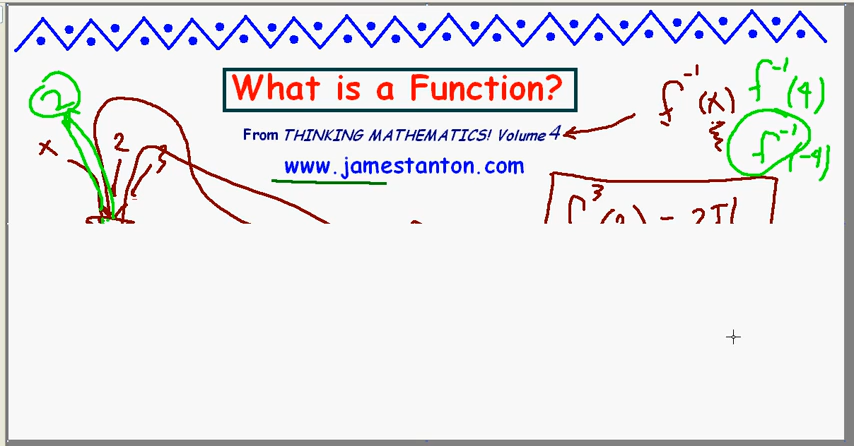 What is a Function?
From THINKING MATHEMATICS! Volume 4
www.jamestanton.com
f⁻¹(x) f⁻¹(4)
f⁻¹(-4)
2
x 2 3